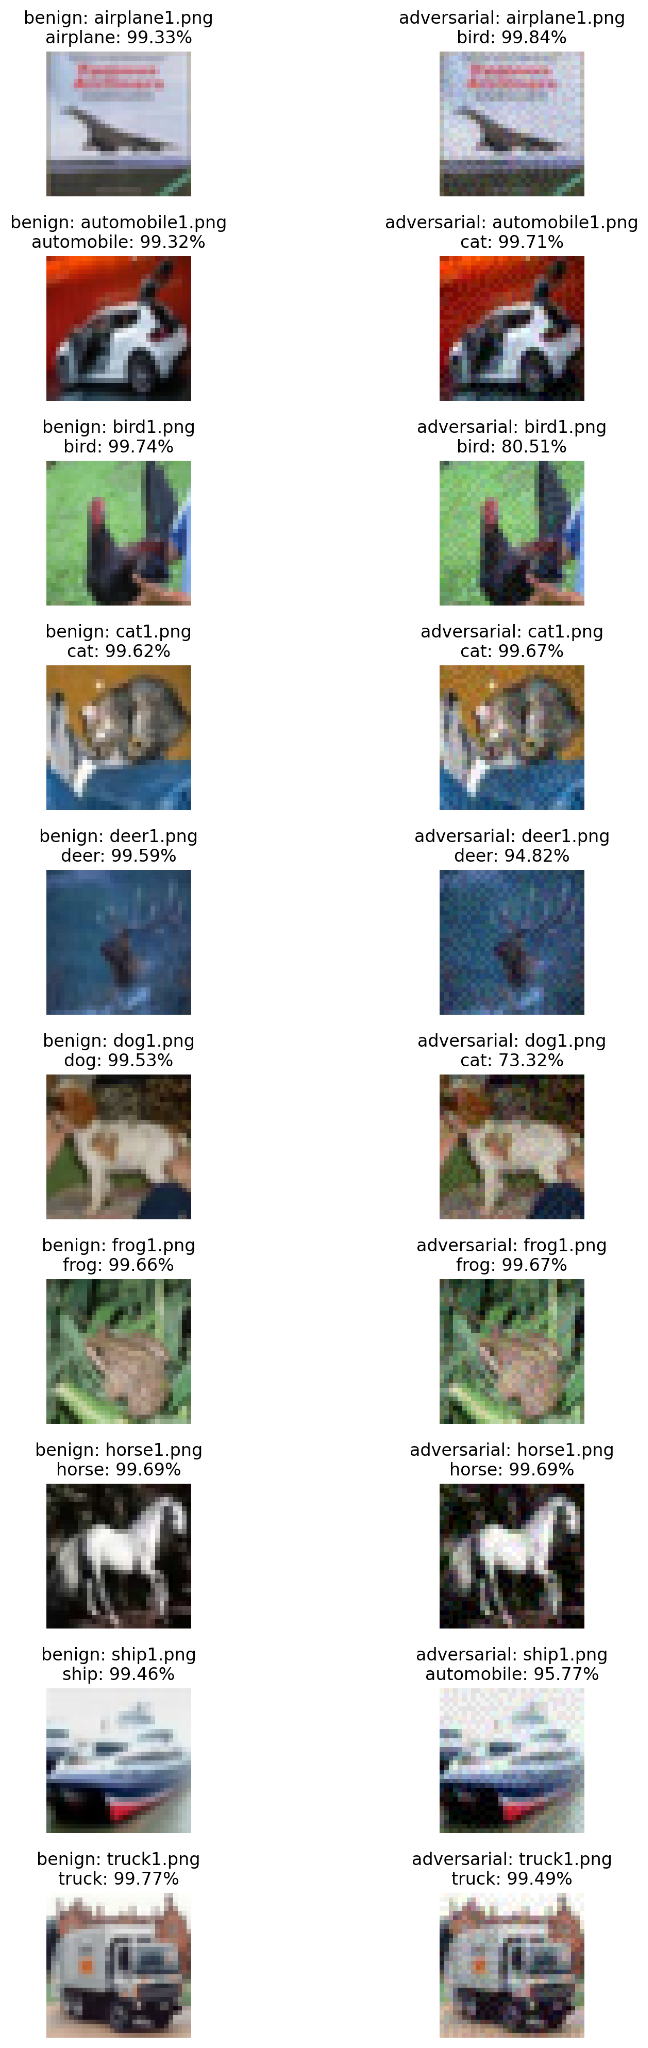 benign: airplane1.png
airplane: 99.33%
adversarial: airplane1.png
bird: 99.84%
benign: automobile1.png
automobile: 99.32%
adversarial: automobile1.png
cat: 99.71%
benign: bird1.png
bird: 99.74%
adversarial: bird1.png
bird: 80.51%
benign: cat1.png
cat: 99.62%
adversarial: cat1.png
cat: 99.67%
benign: deer1.png
deer: 99.59%
adversarial: deer1.png
deer: 94.82%
benign: dog1.png
dog: 99.53%
adversarial: dog1.png
cat: 73.32%
benign: frog1.png
frog: 99.66%
adversarial: frog1.png
frog: 99.67%
benign: horse1.png
horse: 99.69%
adversarial: horse1.png
horse: 99.69%
benign: ship1.png
ship: 99.46%
adversarial: ship1.png
automobile: 95.77%
benign: truck1.png
truck: 99.77%
adversarial: truck1.png
truck: 99.49%